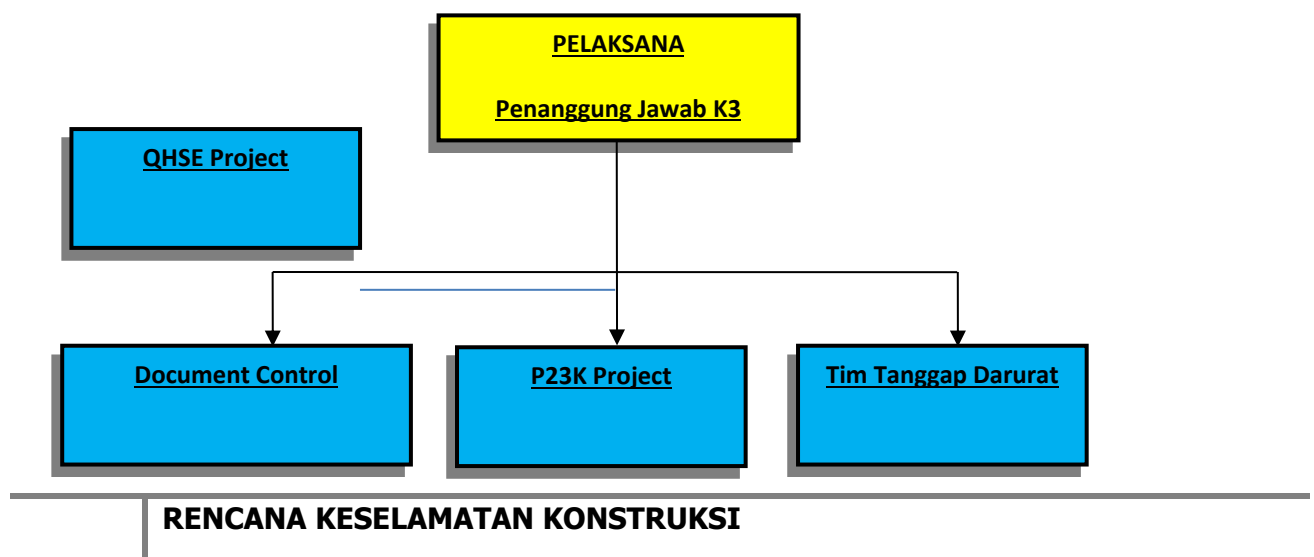 PELAKSANA
Penanggung Jawab K3
QHSE Project
Document Control
P23K Project
Tim Tanggap Darurat
RENCANA KESELAMATAN KONSTRUKSI